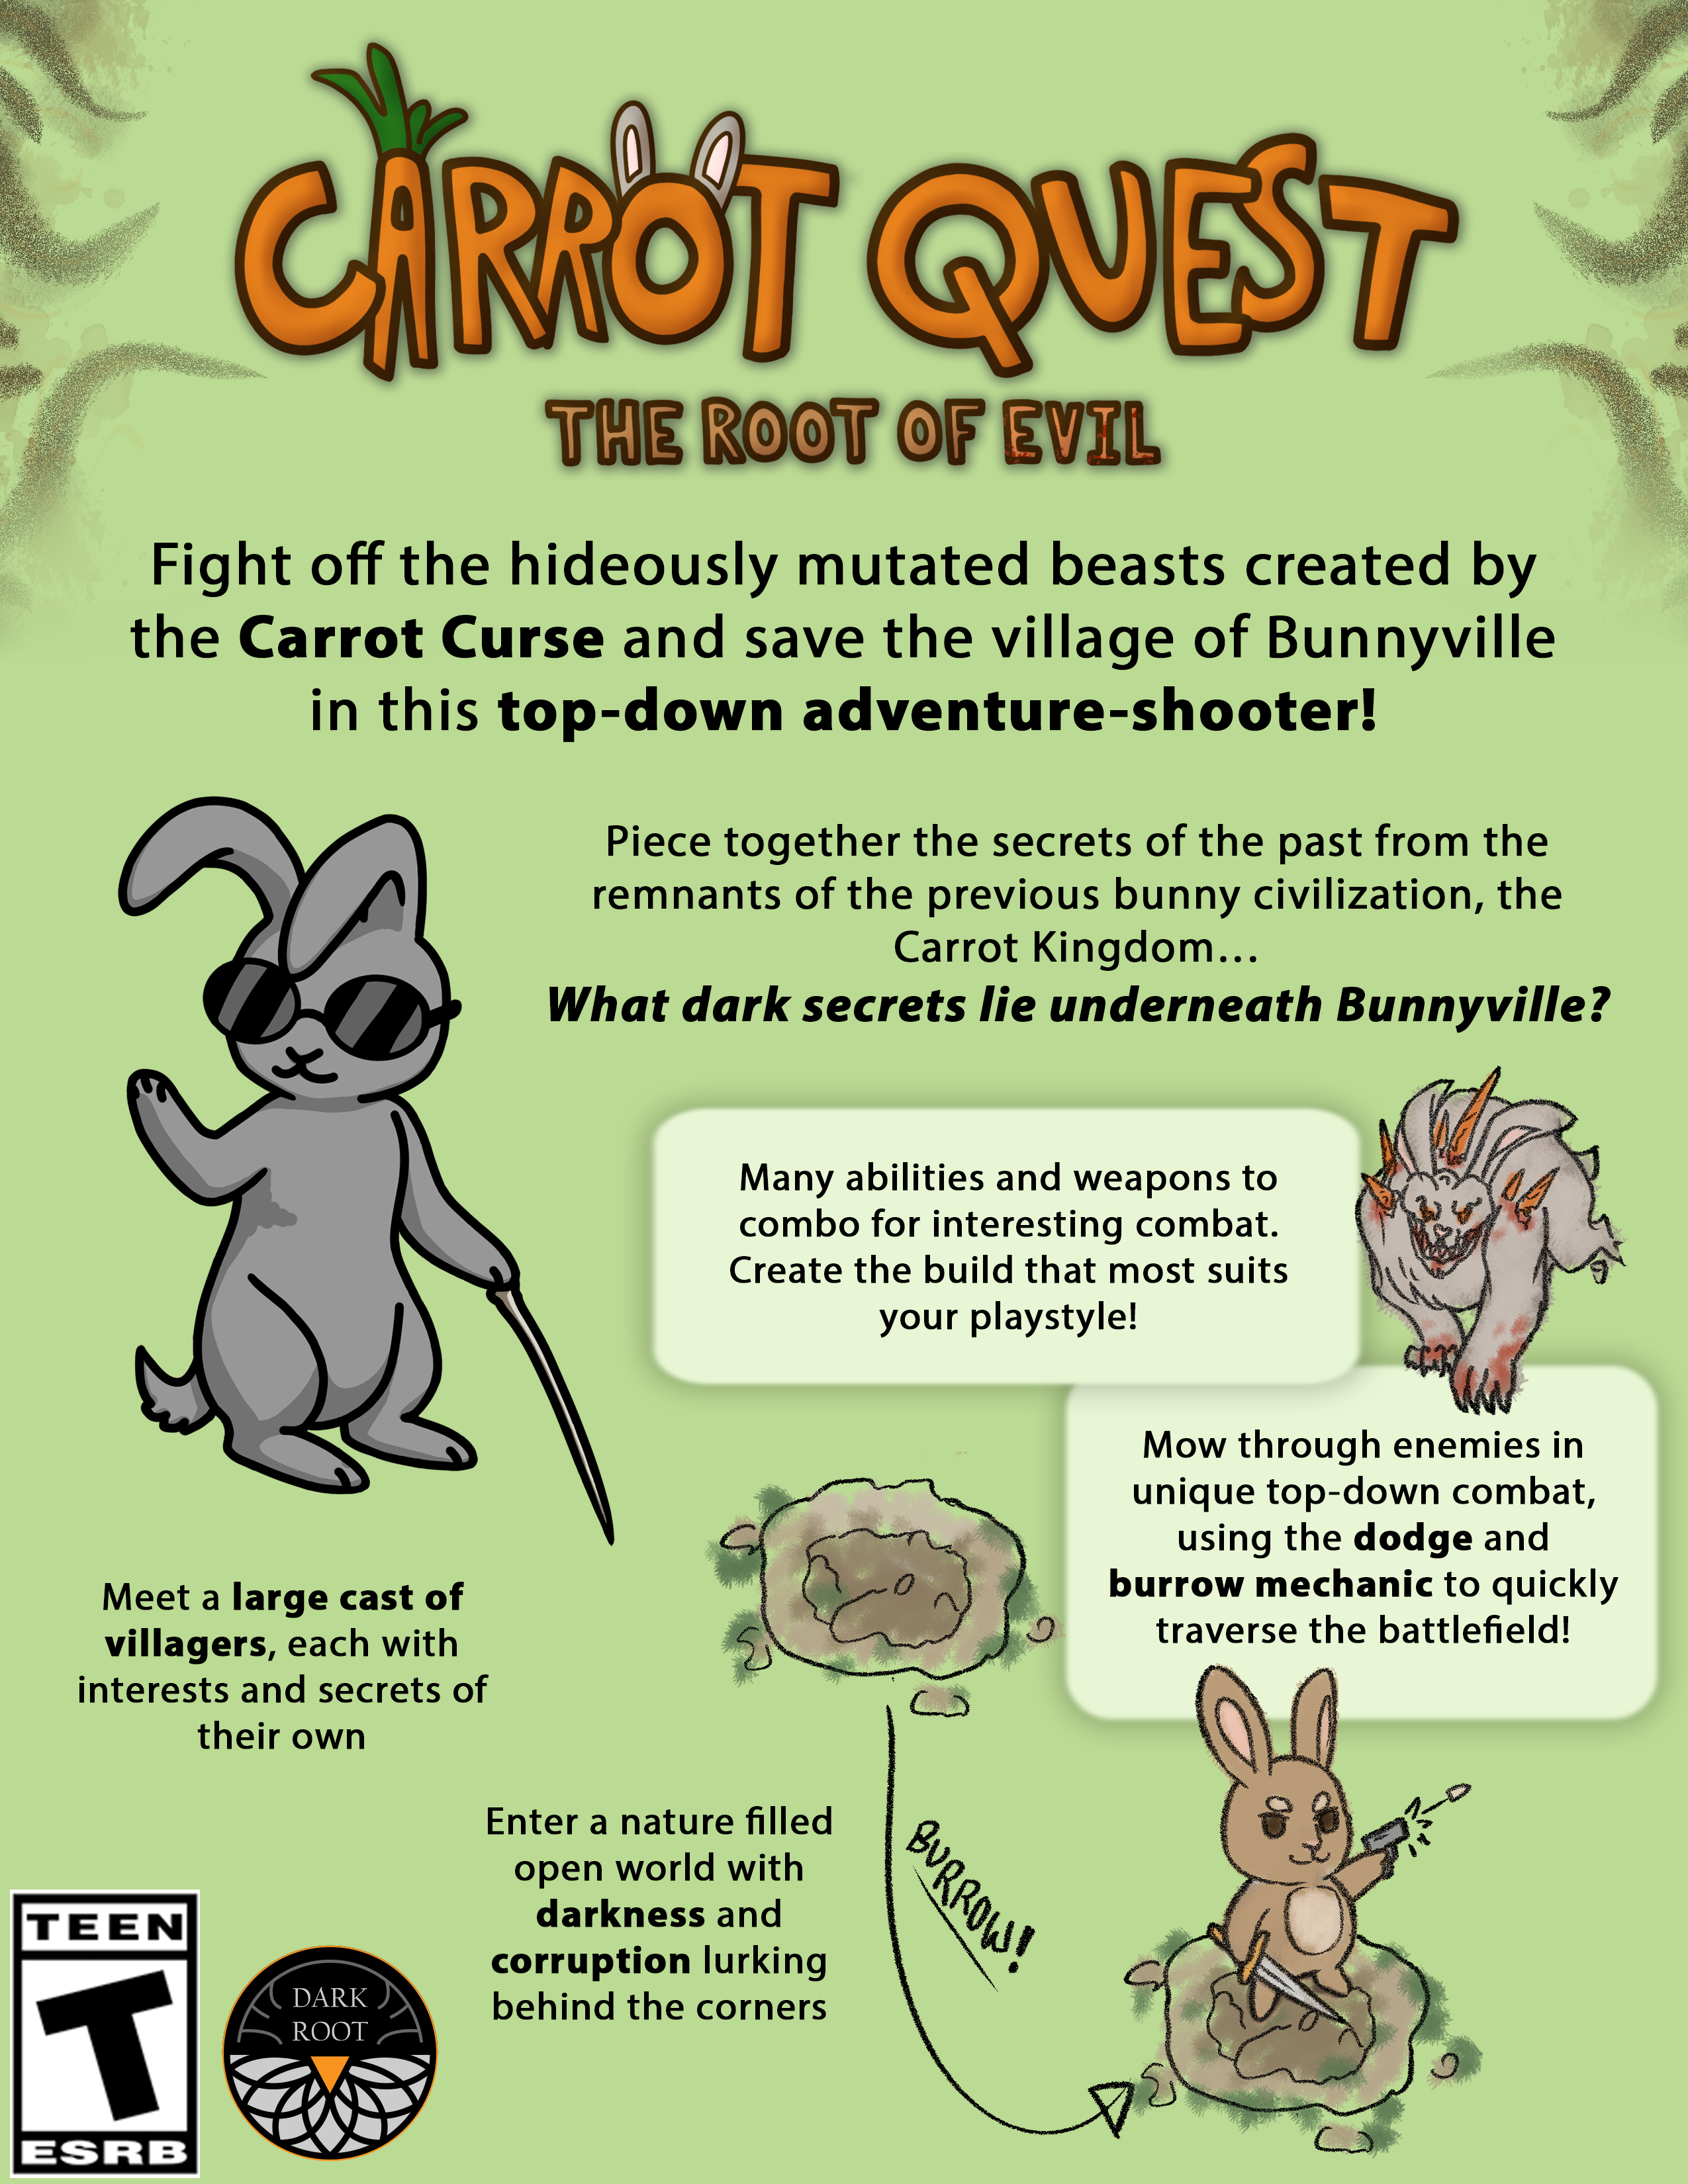 CARROT QUEST
THE ROOT OF EVIL
Fight off the hideously mutated beasts created by
the Carrot Curse and save the village of Bunnyville
in this top-down adventure-shooter!
Piece together the secrets of the past from the
remnants of the previous bunny civilization, the
Carrot Kingdom...
What dark secrets lie underneath Bunnyville?
Many abilities and weapons to
combo for interesting combat.
Create the build that most suits
your playstyle!
Mow through enemies in
unique top-down combat,
using the dodge and
burrow mechanic to quickly
traverse the battlefield!
Meet a large cast of
villagers, each with
interests and secrets of
their own
Enter a nature filled
open world with
darkness and
corruption lurking
behind the corners
BURROW!
TEEN
T
ESRB
DARK
ROOT